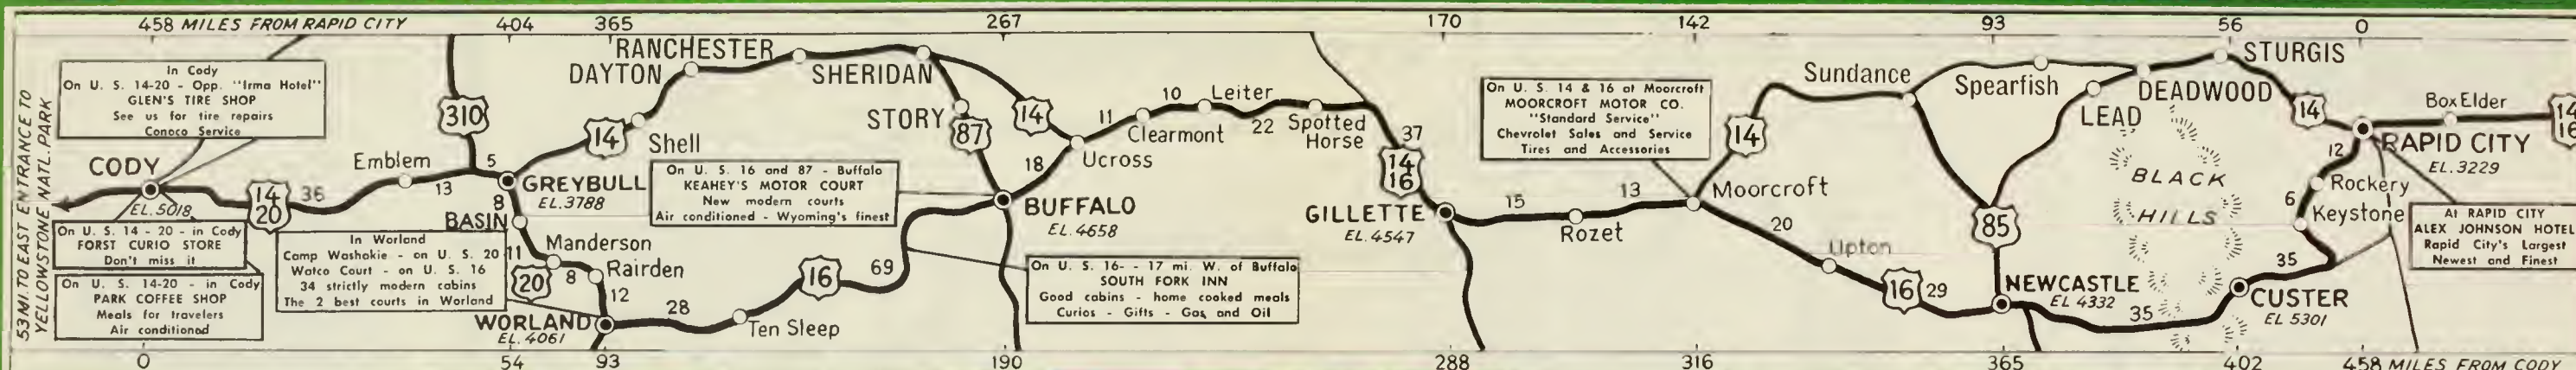 458 MILES FROM RAPID CITY 404 365 267 170 142 93 56 0
53 MI. TO EAST ENTRANCE TO
YELLOWSTONE NATL. PARK
In Cody
On U. S. 14-20 - Opp. "Irma Hotel"
GLEN'S TIRE SHOP
See us for tire repairs
Conoco Service
CODY
EL. 5018
On U. S. 14 - 20 - in Cody
FORST CURIO STORE
Don't miss it
On U. S. 14-20 - in Cody
PARK COFFEE SHOP
Meals for travelers
Air conditioned
14
20
36
Emblem
13
310
5
GREYBULL
EL. 3788
8
BASIN
11
Manderson
20
8
Rairden
12
In Worland
Camp Washakie - on U. S. 20
Watco Court - on U. S. 16
34 strictly modern cabins
The 2 best courts in Worland
WORLAND
EL. 4061
28
Ten Sleep
16
69
14
Shell
DAYTON
RANCHESTER
SHERIDAN
STORY
87
14
On U. S. 16 and 87 - Buffalo
KEAHEY'S MOTOR COURT
New modern courts
Air conditioned - Wyoming's finest
BUFFALO
EL. 4658
18
Ucross
11
Clearmont
10
Leiter
22
Spotted
Horse
On U. S. 16- - 17 mi. W. of Buffalo
SOUTH FORK INN
Good cabins - home cooked meals
Curios - Gifts - Gas and Oil
37
14
16
GILLETTE
EL. 4547
15
Rozet
13
On U. S. 14 & 16 at Moorcroft
MOORCROFT MOTOR CO.
"Standard Service"
Chevrolet Sales and Service
Tires and Accessories
Moorcroft
14
20
Upton
16
29
Sundance
85
NEWCASTLE
EL 4332
35
Spearfish
LEAD
DEADWOOD
STURGIS
BLACK
HILLS
CUSTER
EL 5301
35
14
RAPID CITY
EL. 3229
12
Rockery
6
Keystone
Box Elder
14
16
At RAPID CITY
ALEX JOHNSON HOTEL
Rapid City's Largest
Newest and Finest
0 54 93 190 288 316 365 402 458 MILES FROM CODY